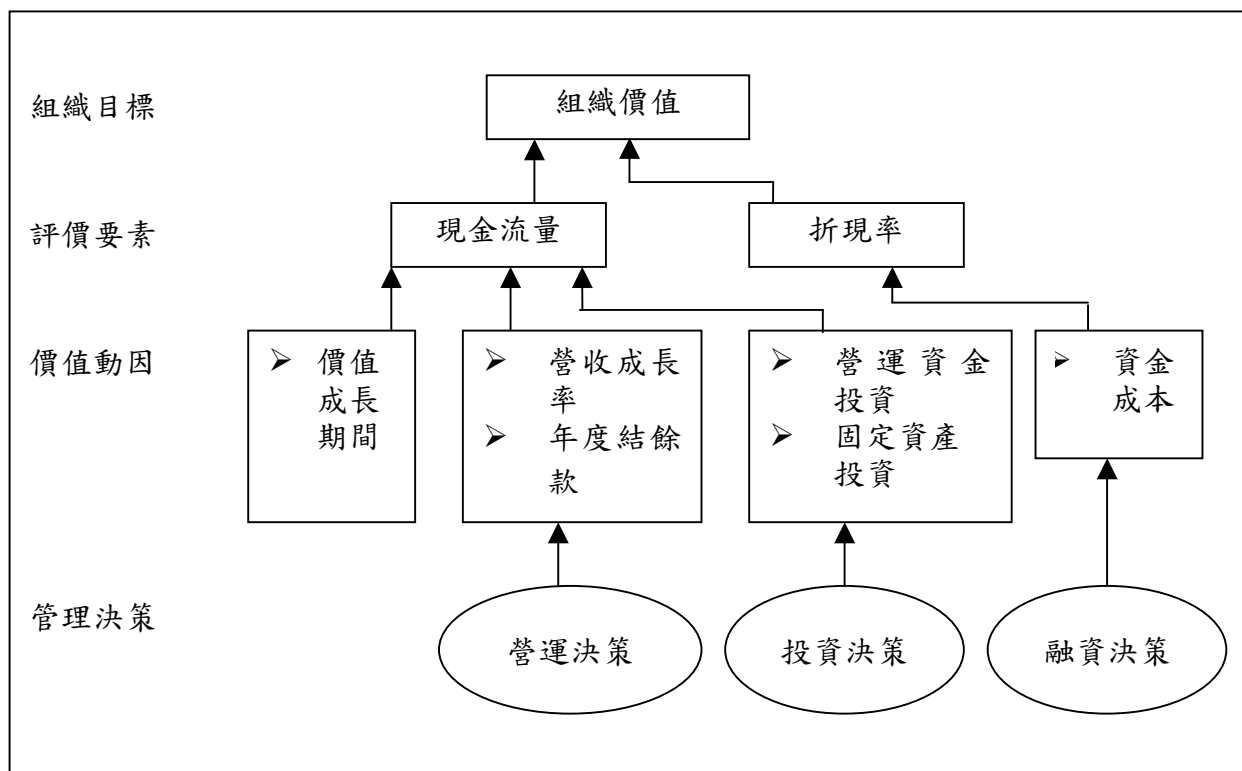 組織目標
組織價值
評價要素
現金流量
折現率
價值動因
➢ 價值
成長
期間
➢ 營收成長
率
➢ 年度結餘
款
➢ 營運資金
投資
➢ 固定資產
投資
➢ 資金
成本
管理決策
營運決策
投資決策
融資決策